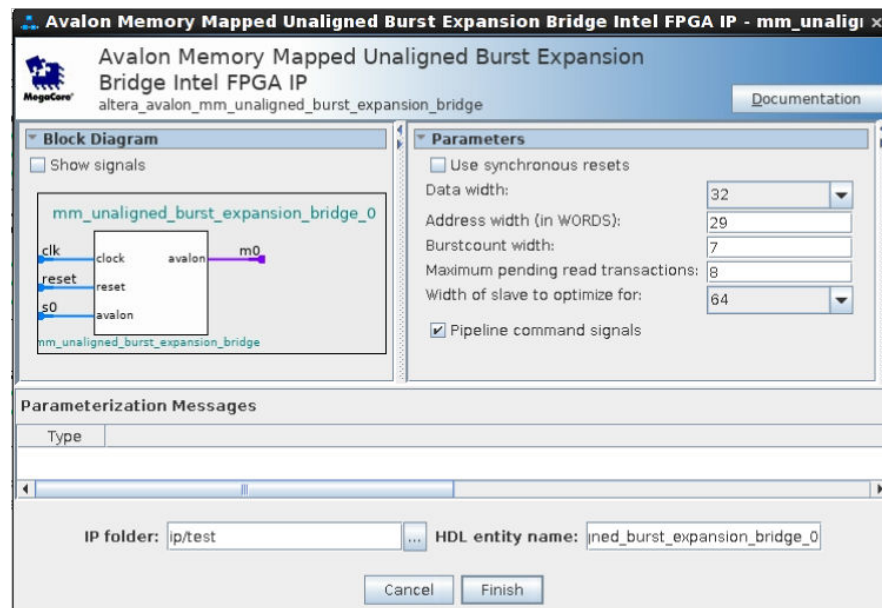 Avalon Memory Mapped Unaligned Burst Expansion Bridge Intel FPGA IP - mm_unalig
Avalon Memory Mapped Unaligned Burst Expansion
Bridge Intel FPGA IP
altera_avalon_mm_unaligned_burst_expansion_bridge
MegaCore
Documentation
Block Diagram
Show signals
mm_unaligned_burst_expansion_bridge_0
clk
clock
avalon
m0
reset
reset
s0
avalon
mm_unaligned_burst_expansion_bridge
Parameters
Use synchronous resets
Data width: 32
Address width (in WORDS): 29
Burstcount width: 7
Maximum pending read transactions: 8
Width of slave to optimize for: 64
Pipeline command signals
Parameterization Messages
Type
IP folder: ip/test ... HDL entity name: gned_burst_expansion_bridge_0
Cancel Finish